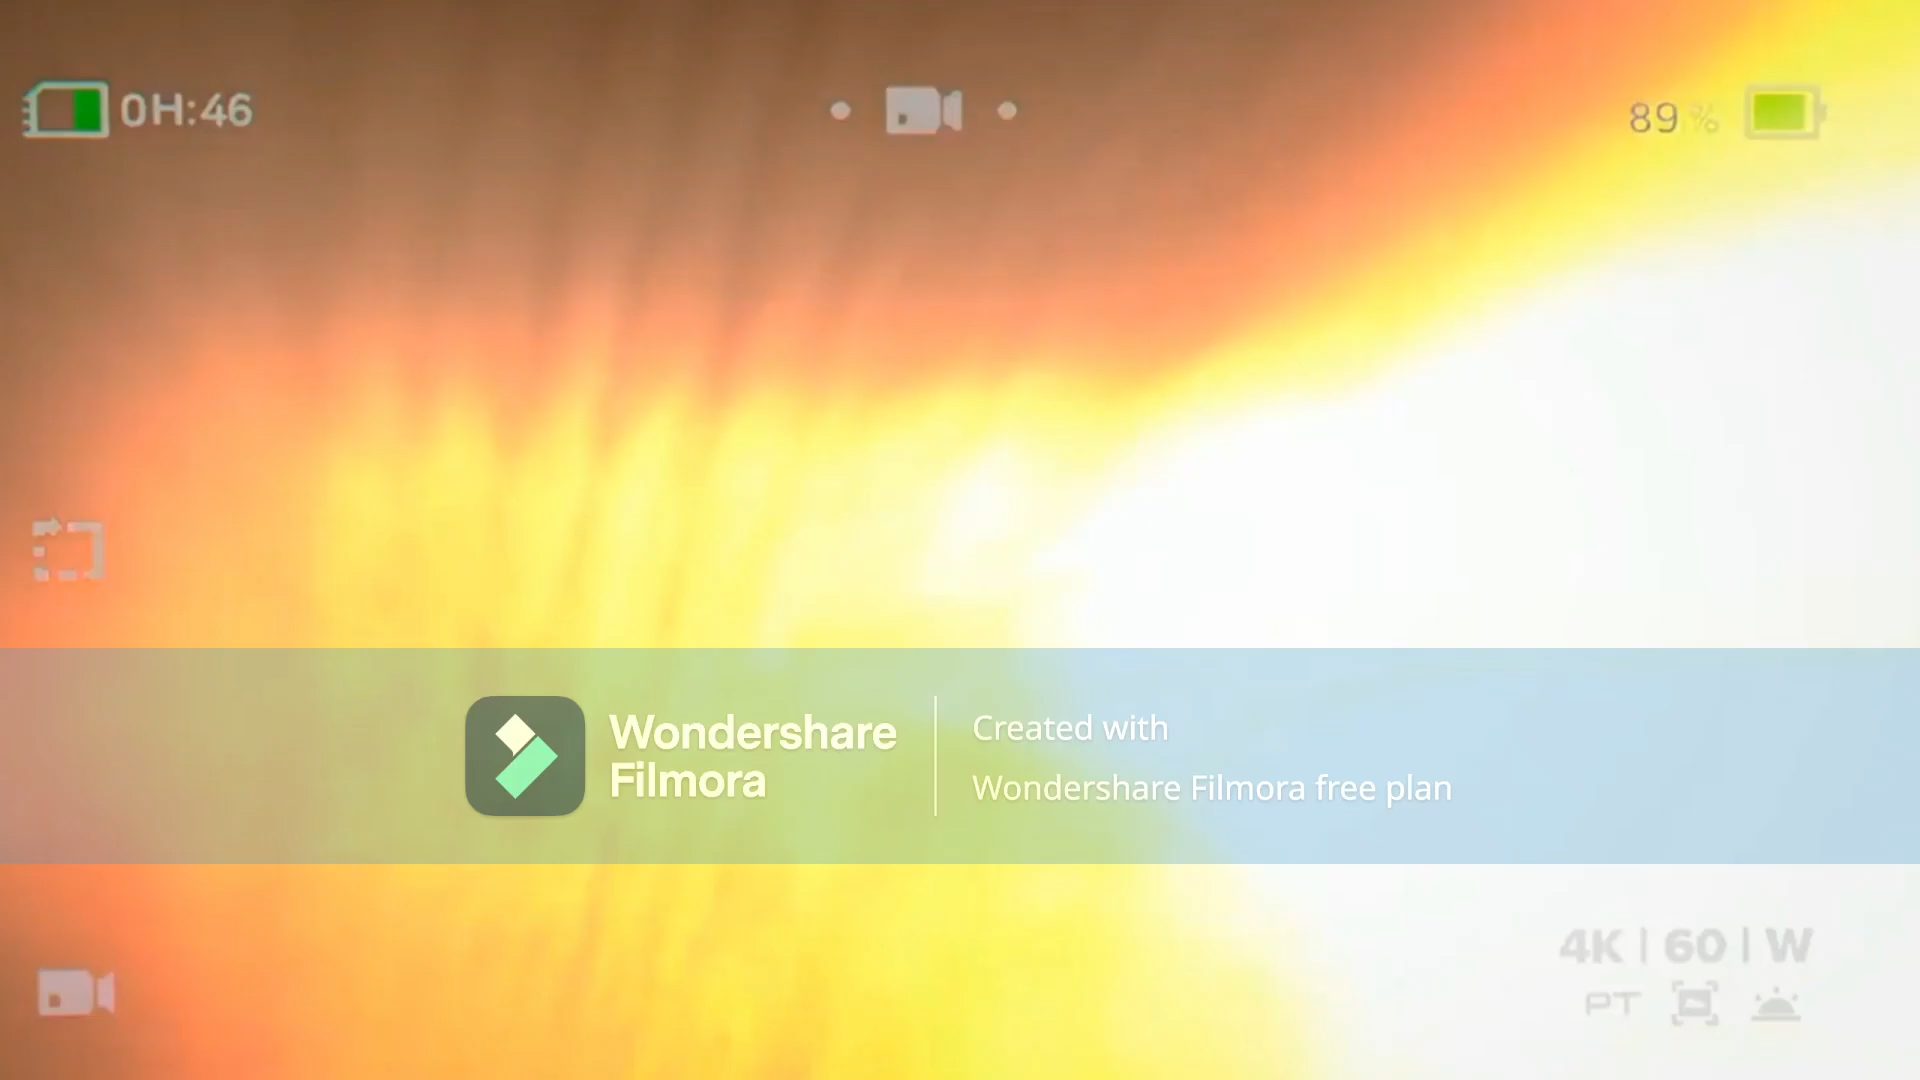 0H:46
89 %
Wondershare
Filmora
Created with
Wondershare Filmora free plan
4K | 60 | W
PT